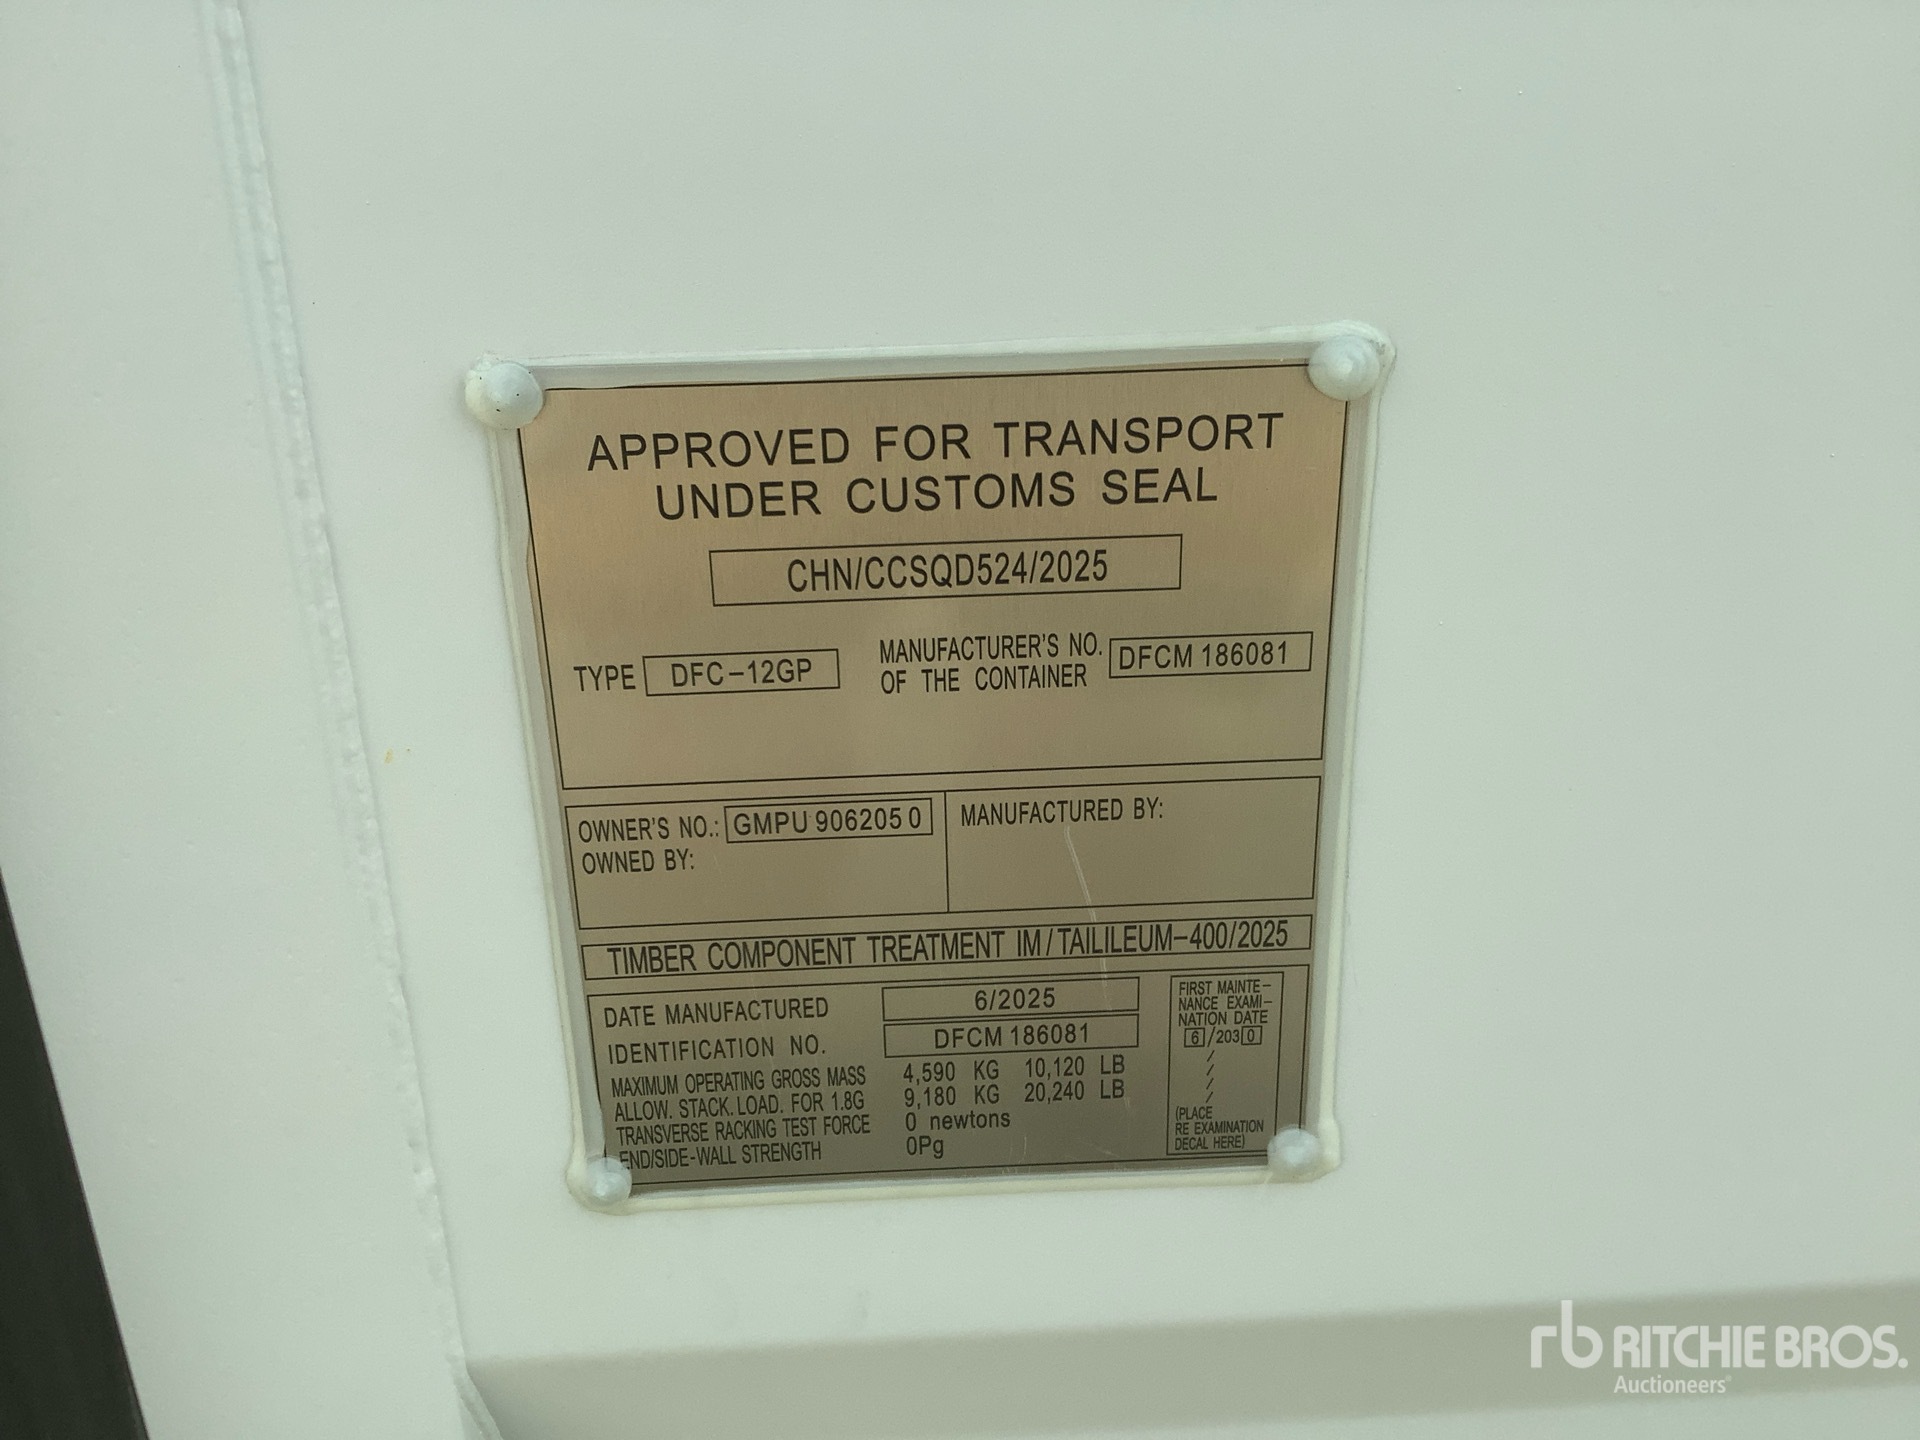 APPROVED FOR TRANSPORT
UNDER CUSTOMS SEAL
CHN/CCSQD524/2025
TYPE DFC-12GP
MANUFACTURER'S NO.
OF THE CONTAINER
DFCM 186081
OWNER'S NO.: GMPU 906205 0
OWNED BY:
MANUFACTURED BY:
TIMBER COMPONENT TREATMENT IM/TAILILEUM-400/2025
DATE MANUFACTURED 6/2025
IDENTIFICATION NO. DFCM 186081
MAXIMUM OPERATING GROSS MASS 4,590 KG 10,120 LB
ALLOW. STACK. LOAD. FOR 1.8G 9,180 KG 20,240 LB
TRANSVERSE RACKING TEST FORCE 0 newtons
END/SIDE-WALL STRENGTH 0Pg
FIRST MAINTE-
NANCE EXAMI-
NATION DATE
6/2030
/
/
/
/
(PLACE
RE EXAMINATION
DECAL HERE)
rb RITCHIE BROS.
Auctioneers